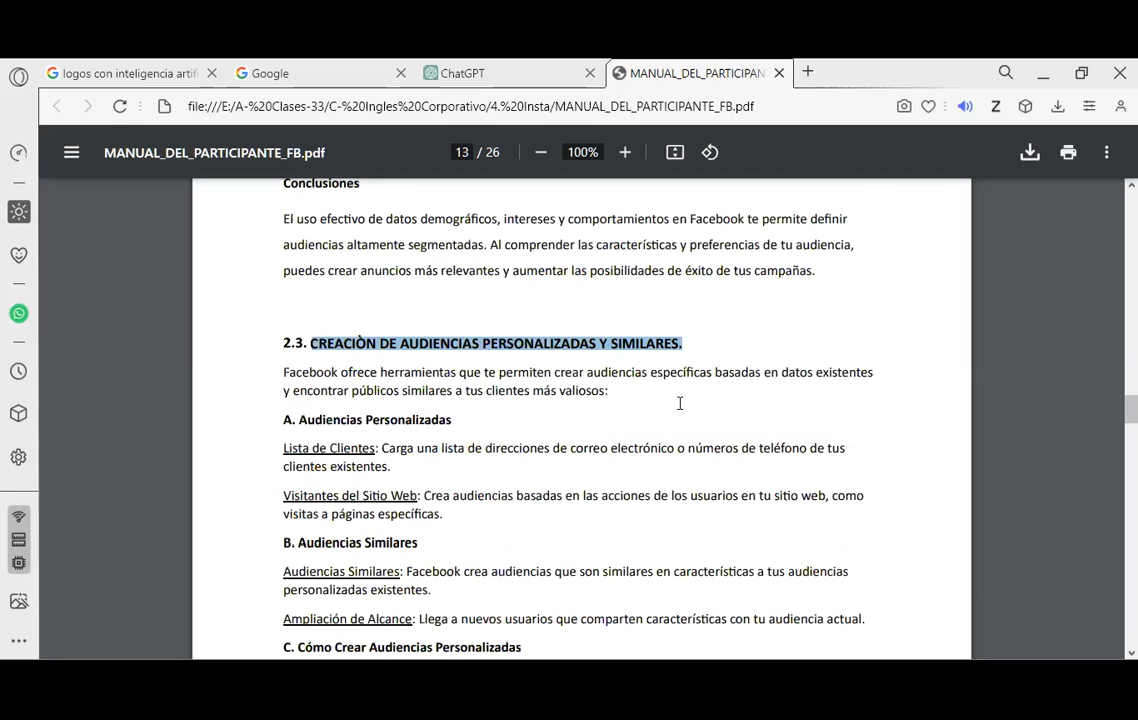 logos con inteligencia artifi
Google
ChatGPT
MANUAL_DEL_PARTICIPAN
file:///E:/A-%20Clases-33/C-%20Ingles%20Corporativo/4.%20Insta/MANUAL_DEL_PARTICIPANTE_FB.pdf
MANUAL_DEL_PARTICIPANTE_FB.pdf
13 / 26
100%
Conclusiones
El uso efectivo de datos demográficos, intereses y comportamientos en Facebook te permite definir
audiencias altamente segmentadas. Al comprender las características y preferencias de tu audiencia,
puedes crear anuncios más relevantes y aumentar las posibilidades de éxito de tus campañas.
2.3. CREACIÒN DE AUDIENCIAS PERSONALIZADAS Y SIMILARES.
Facebook ofrece herramientas que te permiten crear audiencias específicas basadas en datos existentes
y encontrar públicos similares a tus clientes más valiosos:
A. Audiencias Personalizadas
Lista de Clientes: Carga una lista de direcciones de correo electrónico o números de teléfono de tus
clientes existentes.
Visitantes del Sitio Web: Crea audiencias basadas en las acciones de los usuarios en tu sitio web, como
visitas a páginas específicas.
B. Audiencias Similares
Audiencias Similares: Facebook crea audiencias que son similares en características a tus audiencias
personalizadas existentes.
Ampliación de Alcance: Llega a nuevos usuarios que comparten características con tu audiencia actual.
C. Cómo Crear Audiencias Personalizadas